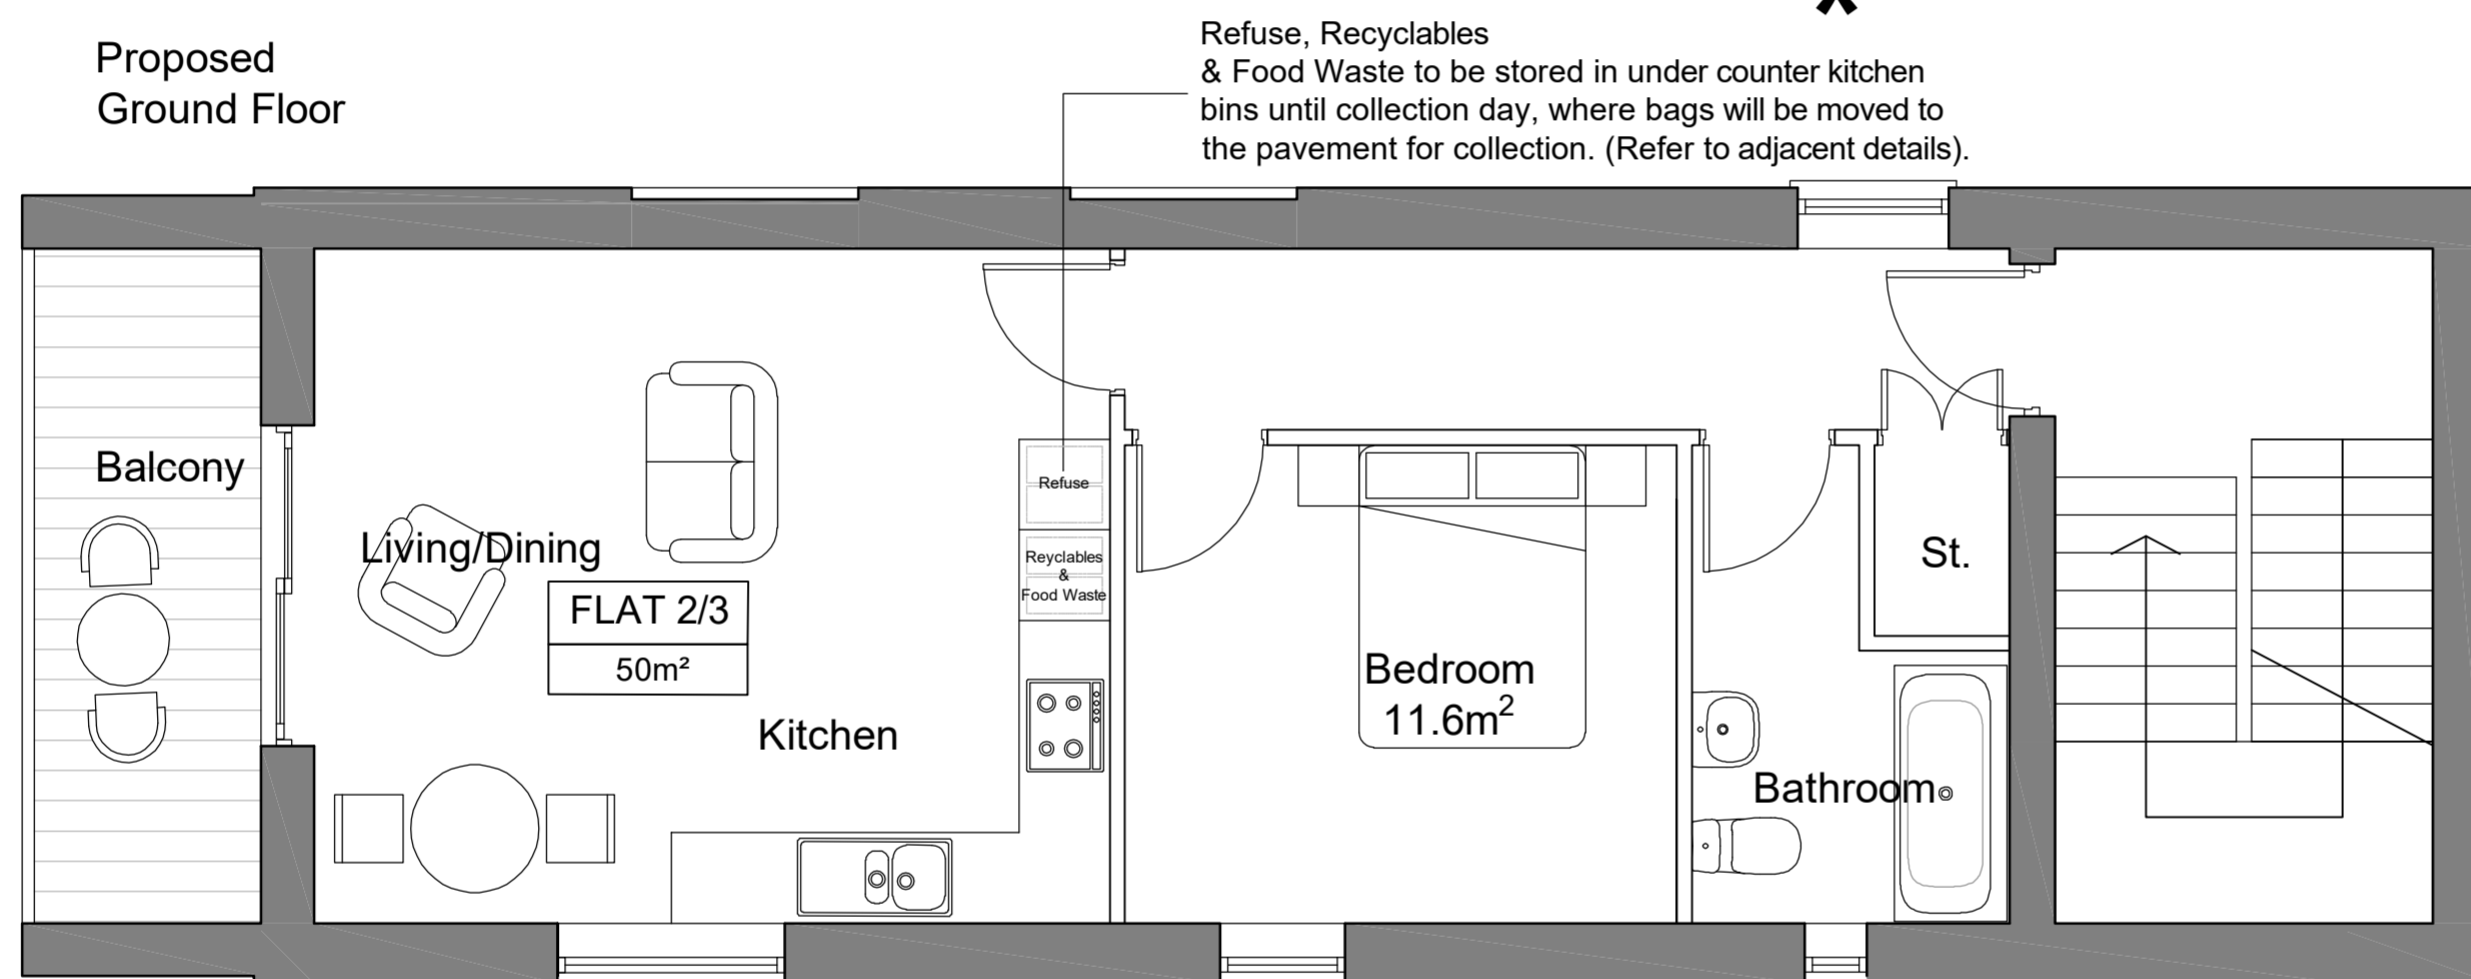 Proposed
Ground Floor
Refuse, Recyclables
& Food Waste to be stored in under counter kitchen
bins until collection day, where bags will be moved to
the pavement for collection. (Refer to adjacent details).
Balcony
Living/Dining
FLAT 2/3
50m²
Kitchen
Refuse
Reyclables
&
Food Waste
Bedroom
11.6m²
Bathroom
St.